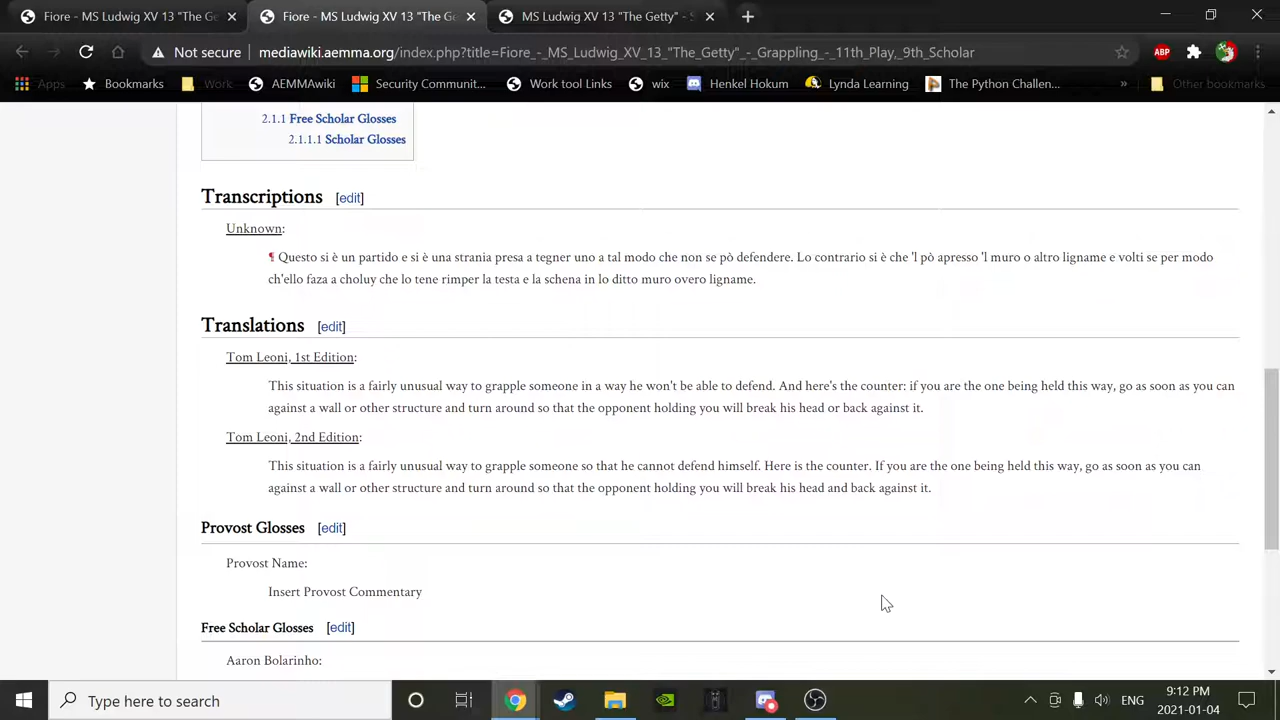 Fiore - MS Ludwig XV 13 "The Ge
Fiore - MS Ludwig XV 13 "The Ge
MS Ludwig XV 13 "The Getty" - S
Not secure | mediawiki.aemma.org/index.php?title=Fiore_-_MS_Ludwig_XV_13_"The_Getty"_-_Grappling_-_11th_Play,_9th_Scholar
ABP
Apps Bookmarks Work AEMMAwiki Security Communit... Work tool Links wix Henkel Hokum Lynda Learning The Python Challen... » Other bookmarks
2.1.1 Free Scholar Glosses
2.1.1.1 Scholar Glosses
Transcriptions [edit]
Unknown:
¶ Questo si è un partido e si è una strania presa a tegner uno a tal modo che non se pò defendere. Lo contrario si è che 'l pò apresso 'l muro o altro ligname e volti se per modo
ch'ello faza a choluy che lo tene rimper la testa e la schena in lo ditto muro overo ligname.
Translations [edit]
Tom Leoni, 1st Edition:
This situation is a fairly unusual way to grapple someone in a way he won't be able to defend. And here's the counter: if you are the one being held this way, go as soon as you can
against a wall or other structure and turn around so that the opponent holding you will break his head or back against it.
Tom Leoni, 2nd Edition:
This situation is a fairly unusual way to grapple someone so that he cannot defend himself. Here is the counter. If you are the one being held this way, go as soon as you can
against a wall or other structure and turn around so that the opponent holding you will break his head and back against it.
Provost Glosses [edit]
Provost Name:
Insert Provost Commentary
Free Scholar Glosses [edit]
Aaron Bolarinho:
Type here to search
ENG
9:12 PM
2021-01-04